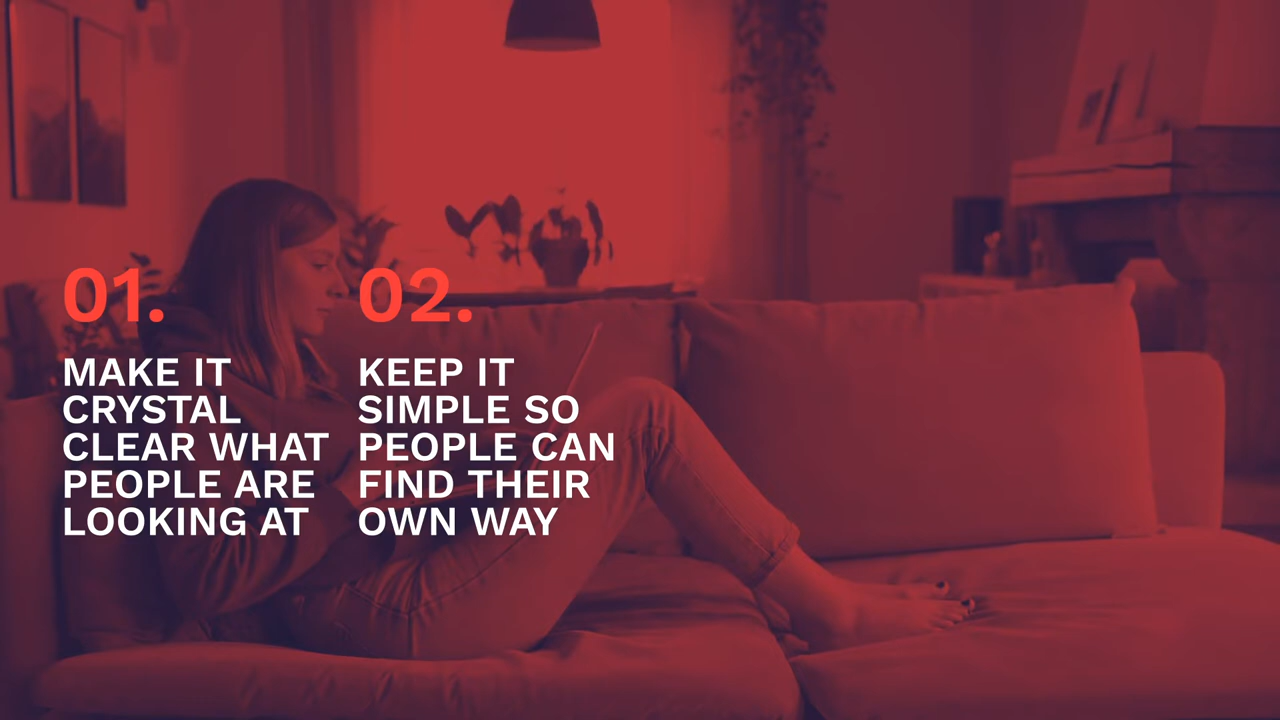 01.
MAKE IT
CRYSTAL
CLEAR WHAT
PEOPLE ARE
LOOKING AT
02.
KEEP IT
SIMPLE SO
PEOPLE CAN
FIND THEIR
OWN WAY